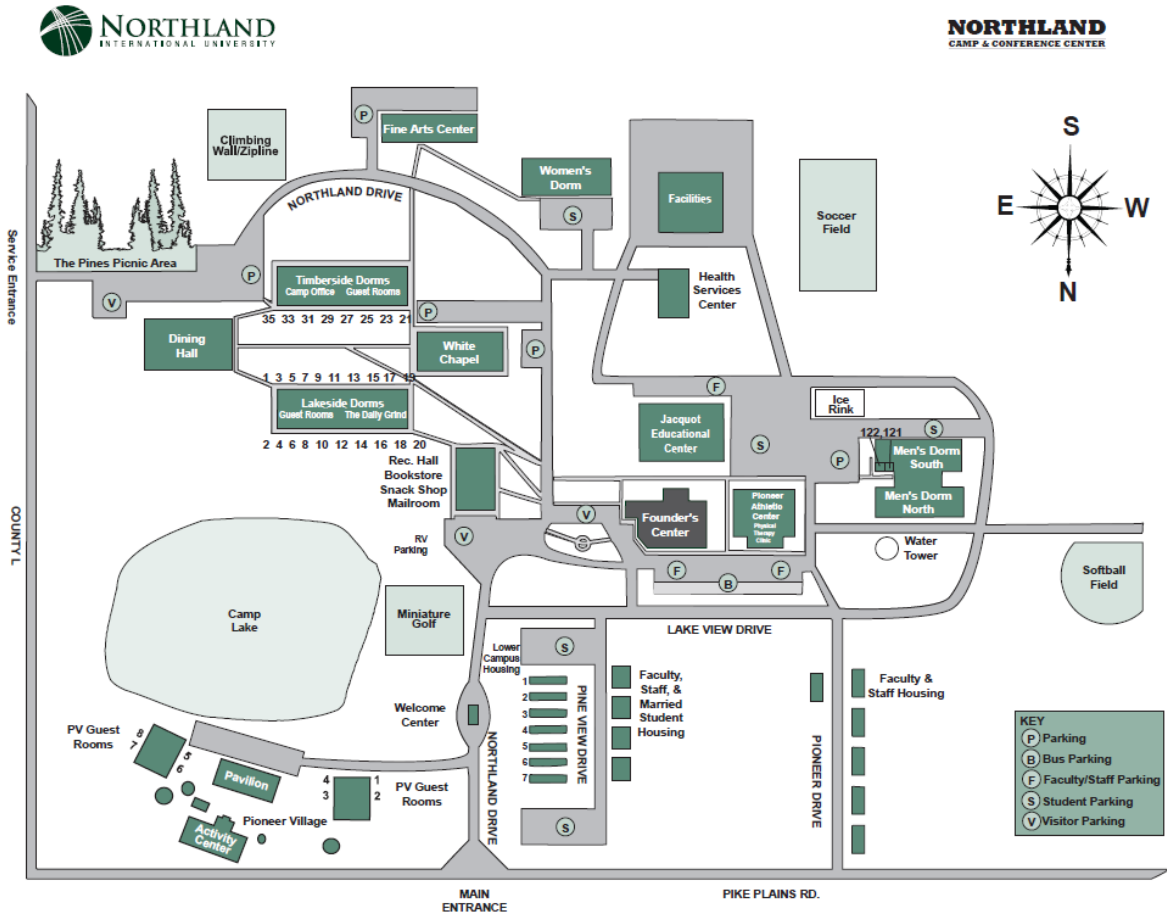 NORTHLAND
INTERNATIONAL UNIVERSITY
NORTHLAND
CAMP & CONFERENCE CENTER
P
Fine Arts Center
Climbing
Wall/Zipline
S
E
W
N
NORTHLAND DRIVE
Women's
Dorm
S
Facilities
Soccer
Field
Service Entrance
The Pines Picnic Area
P
V
Timberside Dorms
Camp Office Guest Rooms
35 33 31 29 27 25 23 21
P
Health
Services
Center
Dining
Hall
White
Chapel
P
1 3 5 7 9 11 13 15 17 19
Lakeside Dorms
Guest Rooms The Daily Grind
2 4 6 8 10 12 14 16 18 20
F
Ice
Rink
Jacquot
Educational
Center
S
122,121
S
P
Men's Dorm
South
Men's Dorm
North
Rec. Hall
Bookstore
Snack Shop
Mailroom
COUNTY L
RV
Parking
V
V
Founder's
Center
Pioneer
Athletic
Center
Physical
Therapy
Clinic
Water
Tower
F
B
F
Softball
Field
Camp
Lake
Miniature
Golf
LAKE VIEW DRIVE
Lower
Campus
Housing
S
1
2
3
4
5
6
7
PINE VIEW DRIVE
S
Faculty,
Staff, &
Married
Student
Housing
Faculty &
Staff Housing
PIONEER DRIVE
Welcome
Center
NORTHLAND DRIVE
PV Guest
Rooms
8
7
5
6
Pavilion
4
3
1
2
PV Guest
Rooms
Pioneer Village
Activity
Center
KEY
P Parking
B Bus Parking
F Faculty/Staff Parking
S Student Parking
V Visitor Parking
MAIN
ENTRANCE
PIKE PLAINS RD.